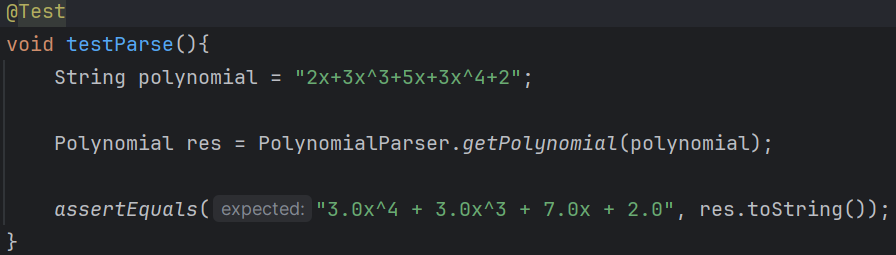 @Test
void testParse(){
    String polynomial = "2x+3x^3+5x+3x^4+2";
    Polynomial res = PolynomialParser.getPolynomial(polynomial);
    assertEquals( expected: "3.0x^4 + 3.0x^3 + 7.0x + 2.0", res.toString());
}